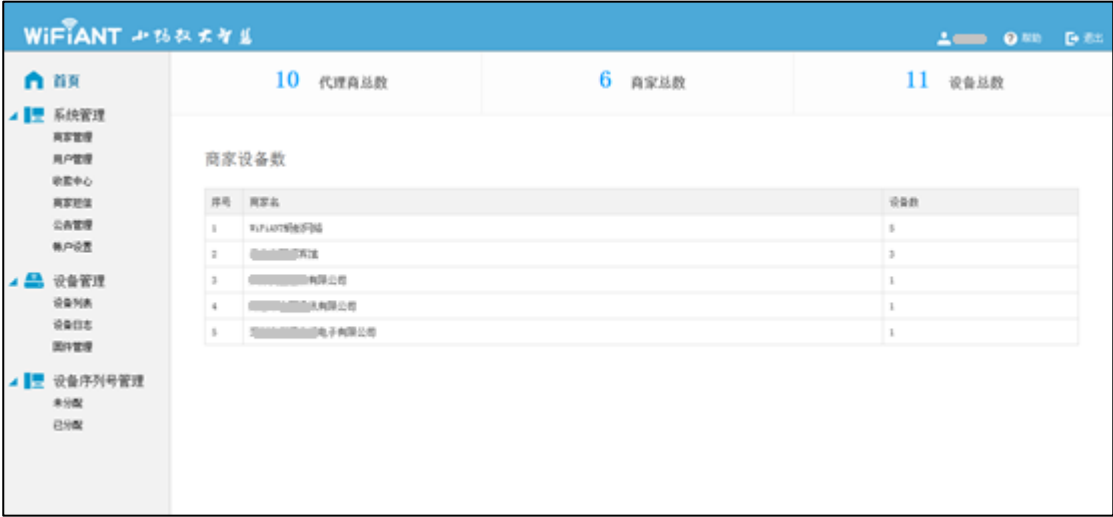 WiFiANT 小蚂蚁大智慧
帮助 退出
首页
10 代理商总数 6 商家总数 11 设备总数
系统管理
商家管理
用户管理
收款中心
公告管理
帐户设置
设备管理
设备列表
设备日志
固件管理
设备序列号管理
未分配
已分配
商家设备数
序号 商家名 设备数
1 WiFiANT蚂蚁网络 5
2 宾馆 3
3 有限公司 1
4 讯有限公司 1
5 电子有限公司 1